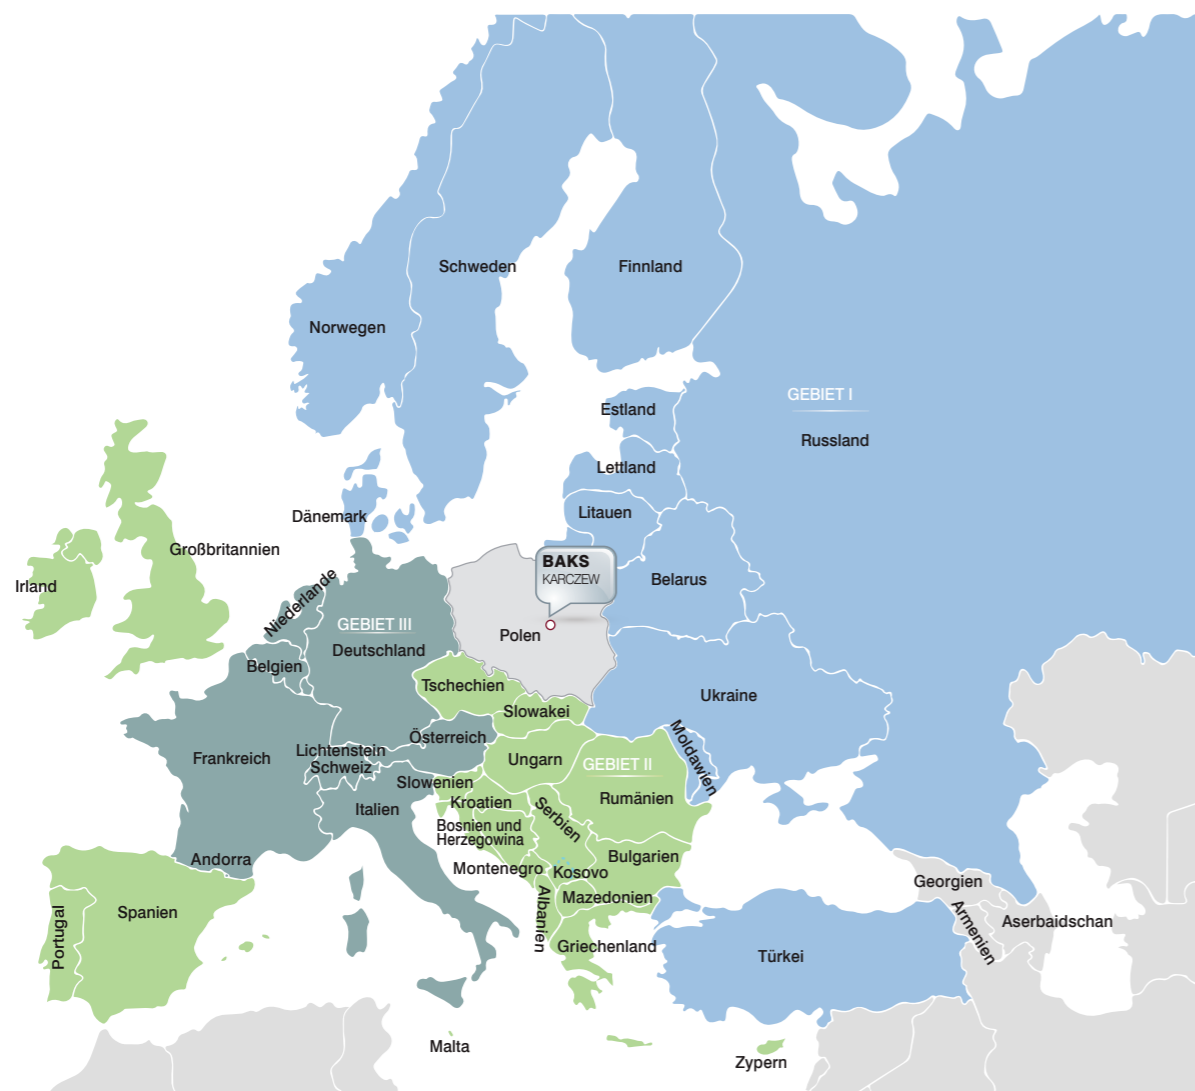 Schweden
Finnland
Norwegen
GEBIET I
Estland
Russland
Lettland
Litauen
Dänemark
Großbritannien
BAKS
KARCZEW
Belarus
Irland
Niederlande
GEBIET III
Polen
Deutschland
Belgien
Tschechien
Ukraine
Slowakei
Österreich
Moldawien
Lichtenstein
Frankreich
Ungarn
GEBIET II
Schweiz
Slowenien
Rumänien
Kroatien
Italien
Serbien
Bosnien und
Herzegowina
Bulgarien
Andorra
Montenegro
Kosovo
Georgien
Mazedonien
Spanien
Portugal
Albanien
Armenien
Aserbaidschan
Griechenland
Türkei
Malta
Zypern